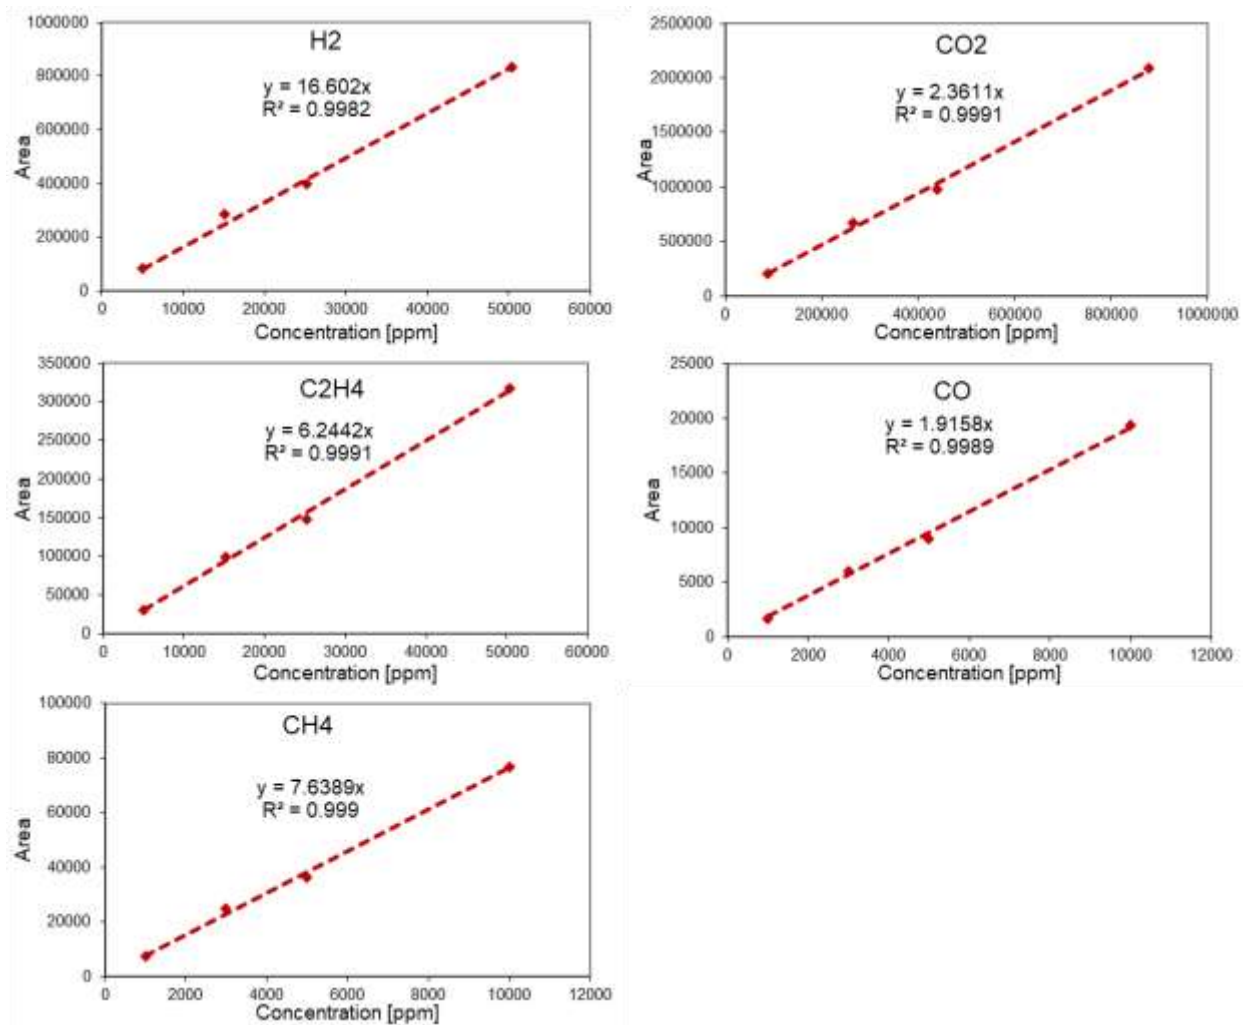 H2
y = 16.602x
R² = 0.9982
Area
1000000
800000
600000
400000
200000
0
0 10000 20000 30000 40000 50000 60000
Concentration [ppm]
CO2
y = 2.3611x
R² = 0.9991
Area
2500000
2000000
1500000
1000000
500000
0
0 200000 400000 600000 800000 1000000
Concentration [ppm]
C2H4
y = 6.2442x
R² = 0.9991
Area
350000
300000
250000
200000
150000
100000
50000
0
0 10000 20000 30000 40000 50000 60000
Concentration [ppm]
CO
y = 1.9158x
R² = 0.9989
Area
25000
20000
15000
10000
5000
0
0 2000 4000 6000 8000 10000 12000
Concentration [ppm]
CH4
y = 7.6389x
R² = 0.999
Area
100000
80000
60000
40000
20000
0
0 2000 4000 6000 8000 10000 12000
Concentration [ppm]